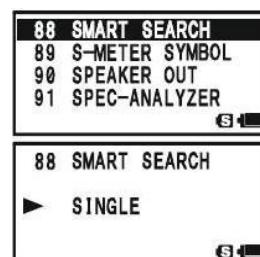 88 SMART SEARCH
89 S-METER SYMBOL
90 SPEAKER OUT
91 SPEC-ANALYZER
S
88 SMART SEARCH
SINGLE
S